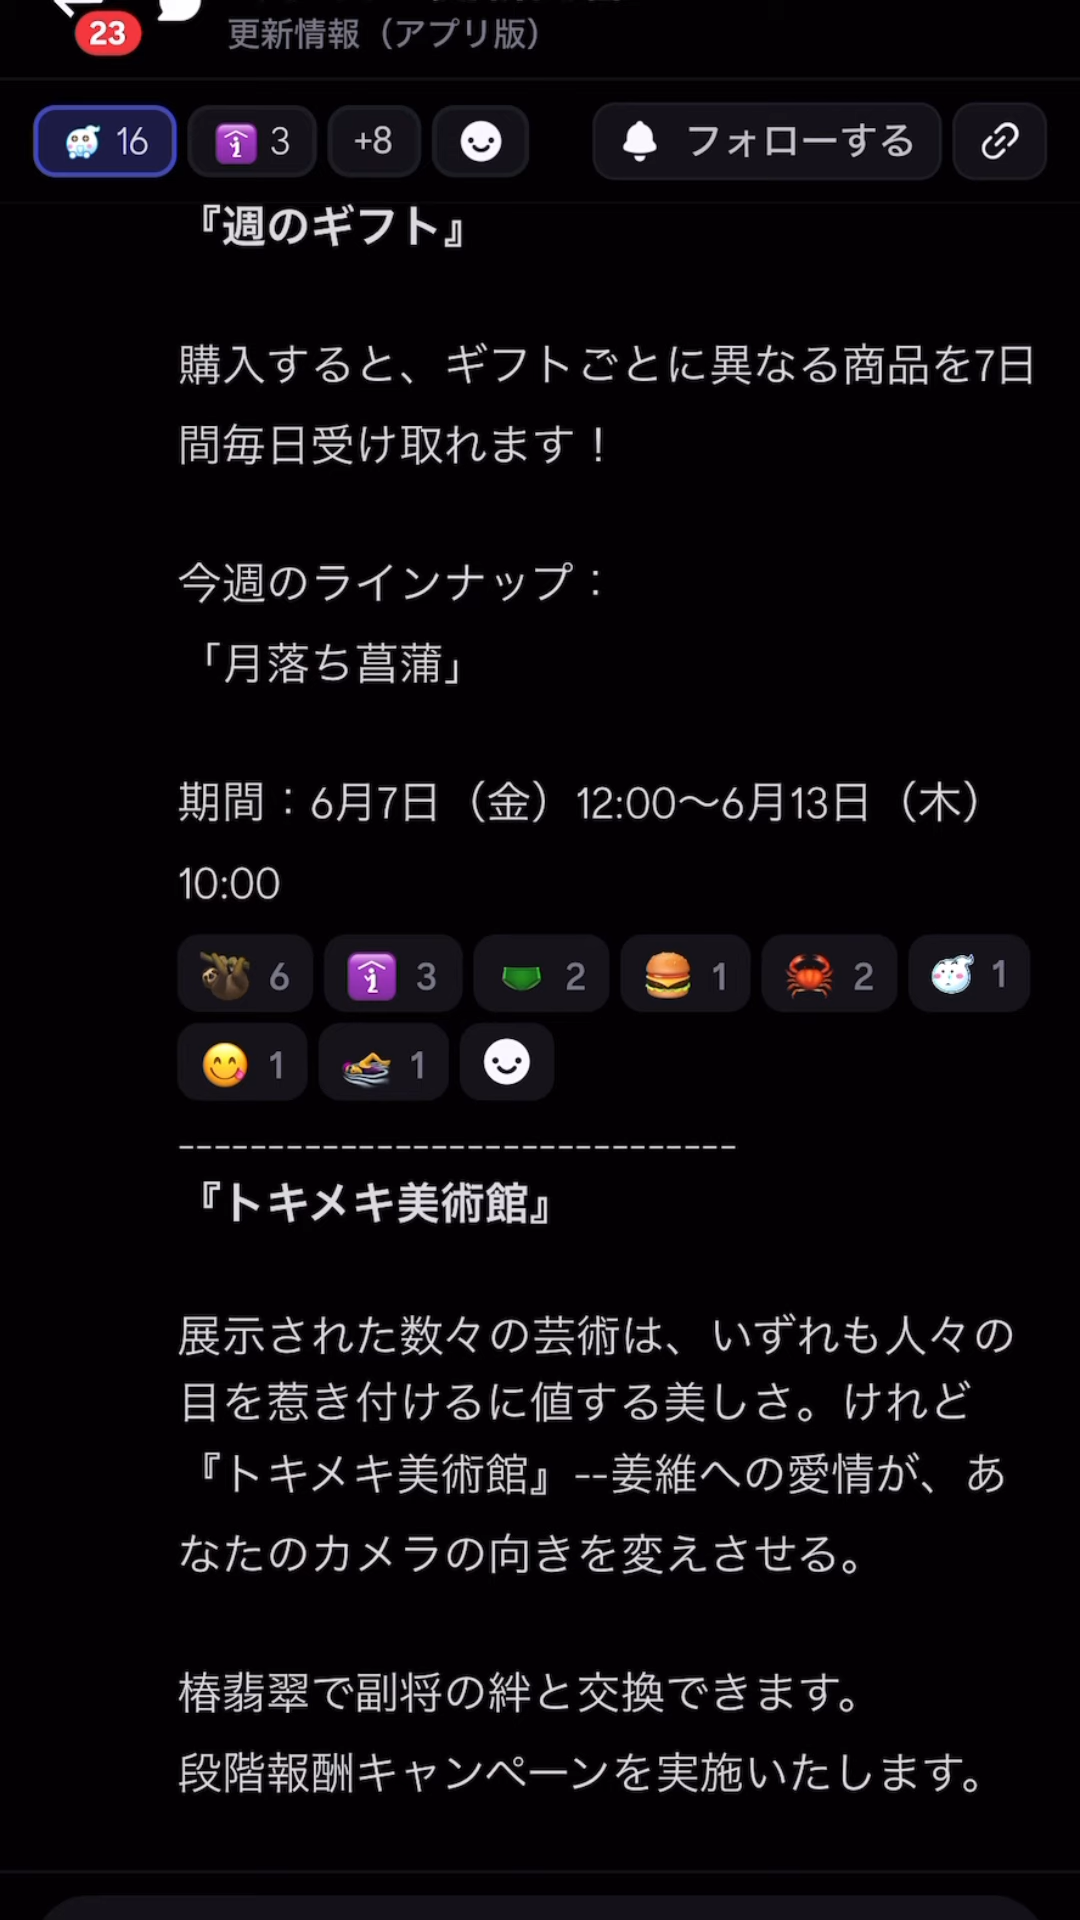 23
更新情報（アプリ版）
16
3
+8
フォローする
『週のギフト』
購入すると、ギフトごとに異なる商品を7日
間毎日受け取れます！
今週のラインナップ：
「月落ち菖蒲」
期間：6月7日（金）12:00〜6月13日（木）
10:00
6
3
2
1
2
1
1
1
-------------------------------
『トキメキ美術館』
展示された数々の芸術は、いずれも人々の
目を惹き付けるに値する美しさ。けれど
『トキメキ美術館』--姜維への愛情が、あ
なたのカメラの向きを変えさせる。
椿翡翠で副将の絆と交換できます。
段階報酬キャンペーンを実施いたします。